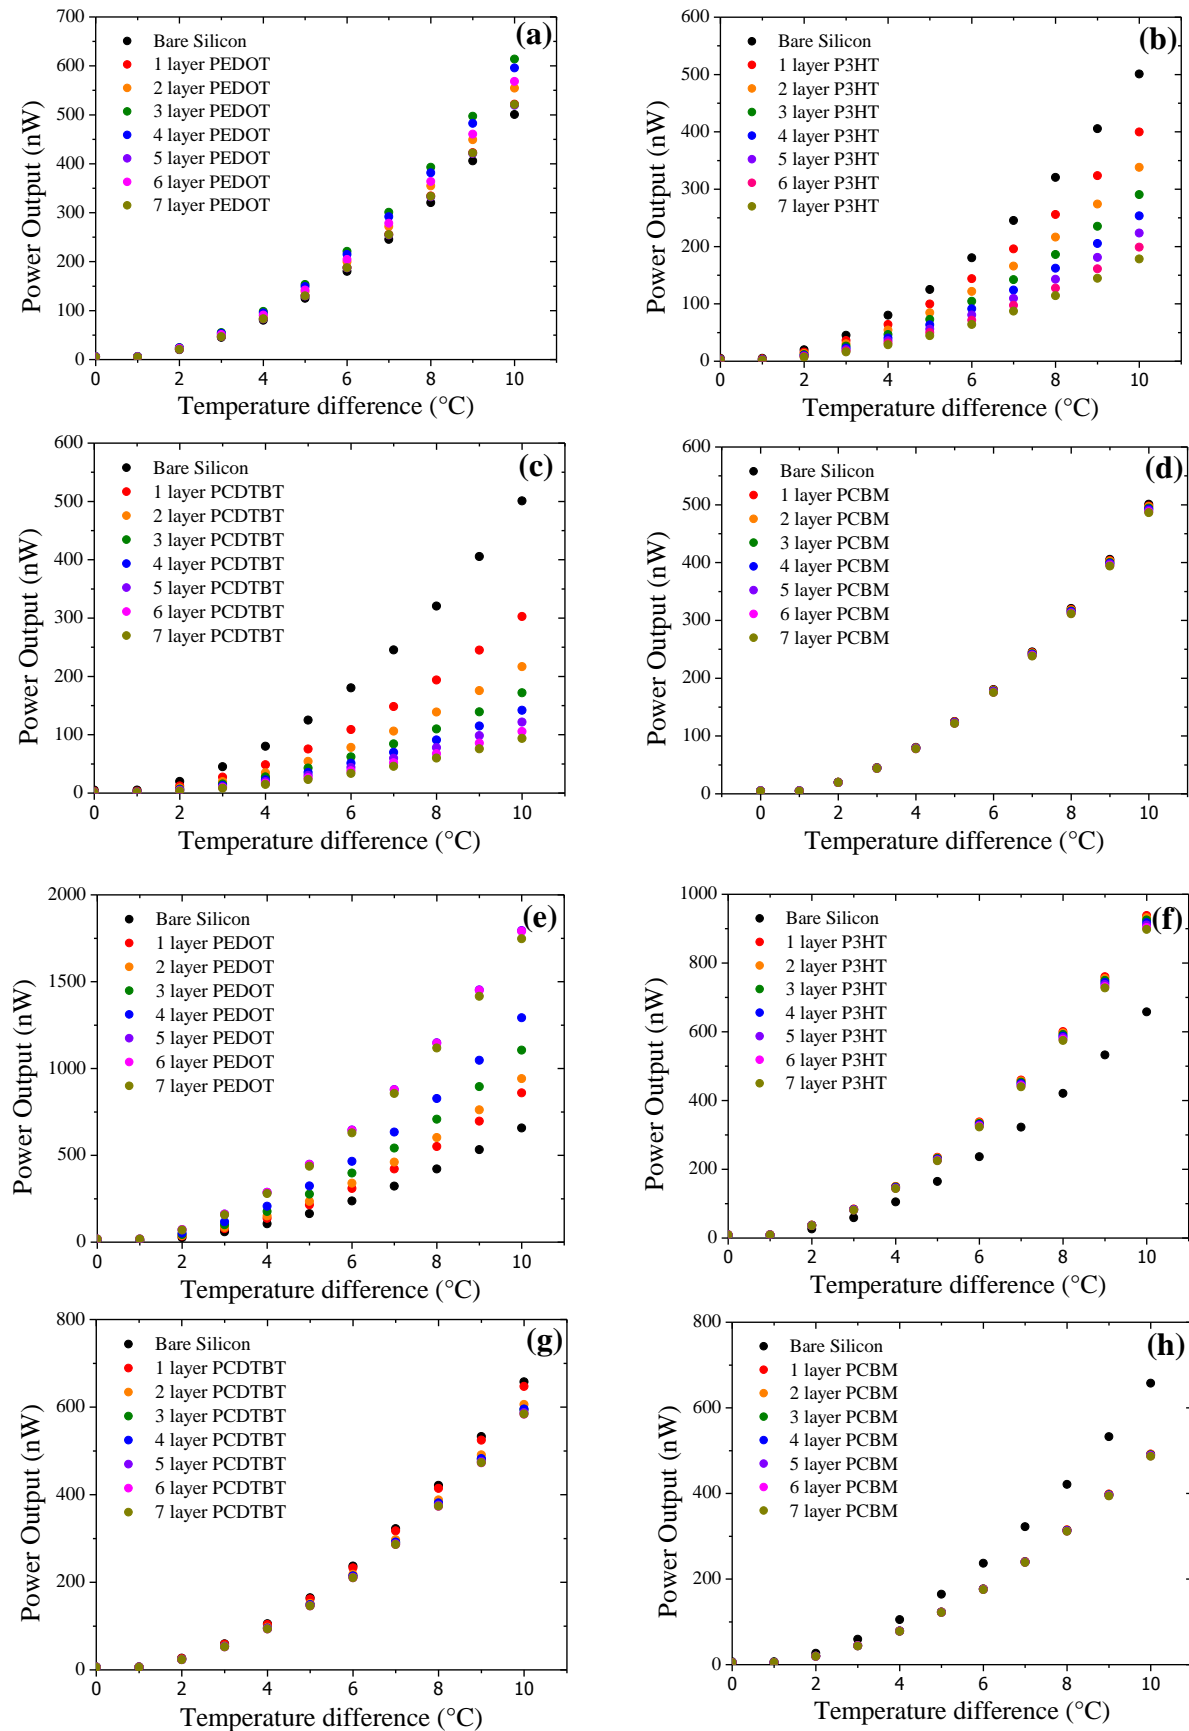 (a)
Bare Silicon
1 layer PEDOT
2 layer PEDOT
3 layer PEDOT
4 layer PEDOT
5 layer PEDOT
6 layer PEDOT
7 layer PEDOT
700
600
500
400
300
200
100
0
0 2 4 6 8 10
Power Output (nW)
Temperature difference (°C)
(b)
Bare Silicon
1 layer P3HT
2 layer P3HT
3 layer P3HT
4 layer P3HT
5 layer P3HT
6 layer P3HT
7 layer P3HT
600
500
400
300
200
100
0
0 2 4 6 8 10
Power Output (nW)
Temperature difference (°C)
(c)
Bare Silicon
1 layer PCDTBT
2 layer PCDTBT
3 layer PCDTBT
4 layer PCDTBT
5 layer PCDTBT
6 layer PCDTBT
7 layer PCDTBT
600
500
400
300
200
100
0
0 2 4 6 8 10
Power Output (nW)
Temperature difference (°C)
(d)
Bare Silicon
1 layer PCBM
2 layer PCBM
3 layer PCBM
4 layer PCBM
5 layer PCBM
6 layer PCBM
7 layer PCBM
600
500
400
300
200
100
0
0 2 4 6 8 10
Power Output (nW)
Temperature difference (°C)
(e)
Bare Silicon
1 layer PEDOT
2 layer PEDOT
3 layer PEDOT
4 layer PEDOT
5 layer PEDOT
6 layer PEDOT
7 layer PEDOT
2000
1500
1000
500
0
0 2 4 6 8 10
Power Output (nW)
Temperature difference (°C)
(f)
Bare Silicon
1 layer P3HT
2 layer P3HT
3 layer P3HT
4 layer P3HT
5 layer P3HT
6 layer P3HT
7 layer P3HT
1000
800
600
400
200
0
0 2 4 6 8 10
Power Output (nW)
Temperature difference (°C)
(g)
Bare Silicon
1 layer PCDTBT
2 layer PCDTBT
3 layer PCDTBT
4 layer PCDTBT
5 layer PCDTBT
6 layer PCDTBT
7 layer PCDTBT
800
600
400
200
0
0 2 4 6 8 10
Power Output (nW)
Temperature difference (°C)
(h)
Bare Silicon
1 layer PCBM
2 layer PCBM
3 layer PCBM
4 layer PCBM
5 layer PCBM
6 layer PCBM
7 layer PCBM
800
600
400
200
0
0 2 4 6 8 10
Power Output (nW)
Temperature difference (°C)